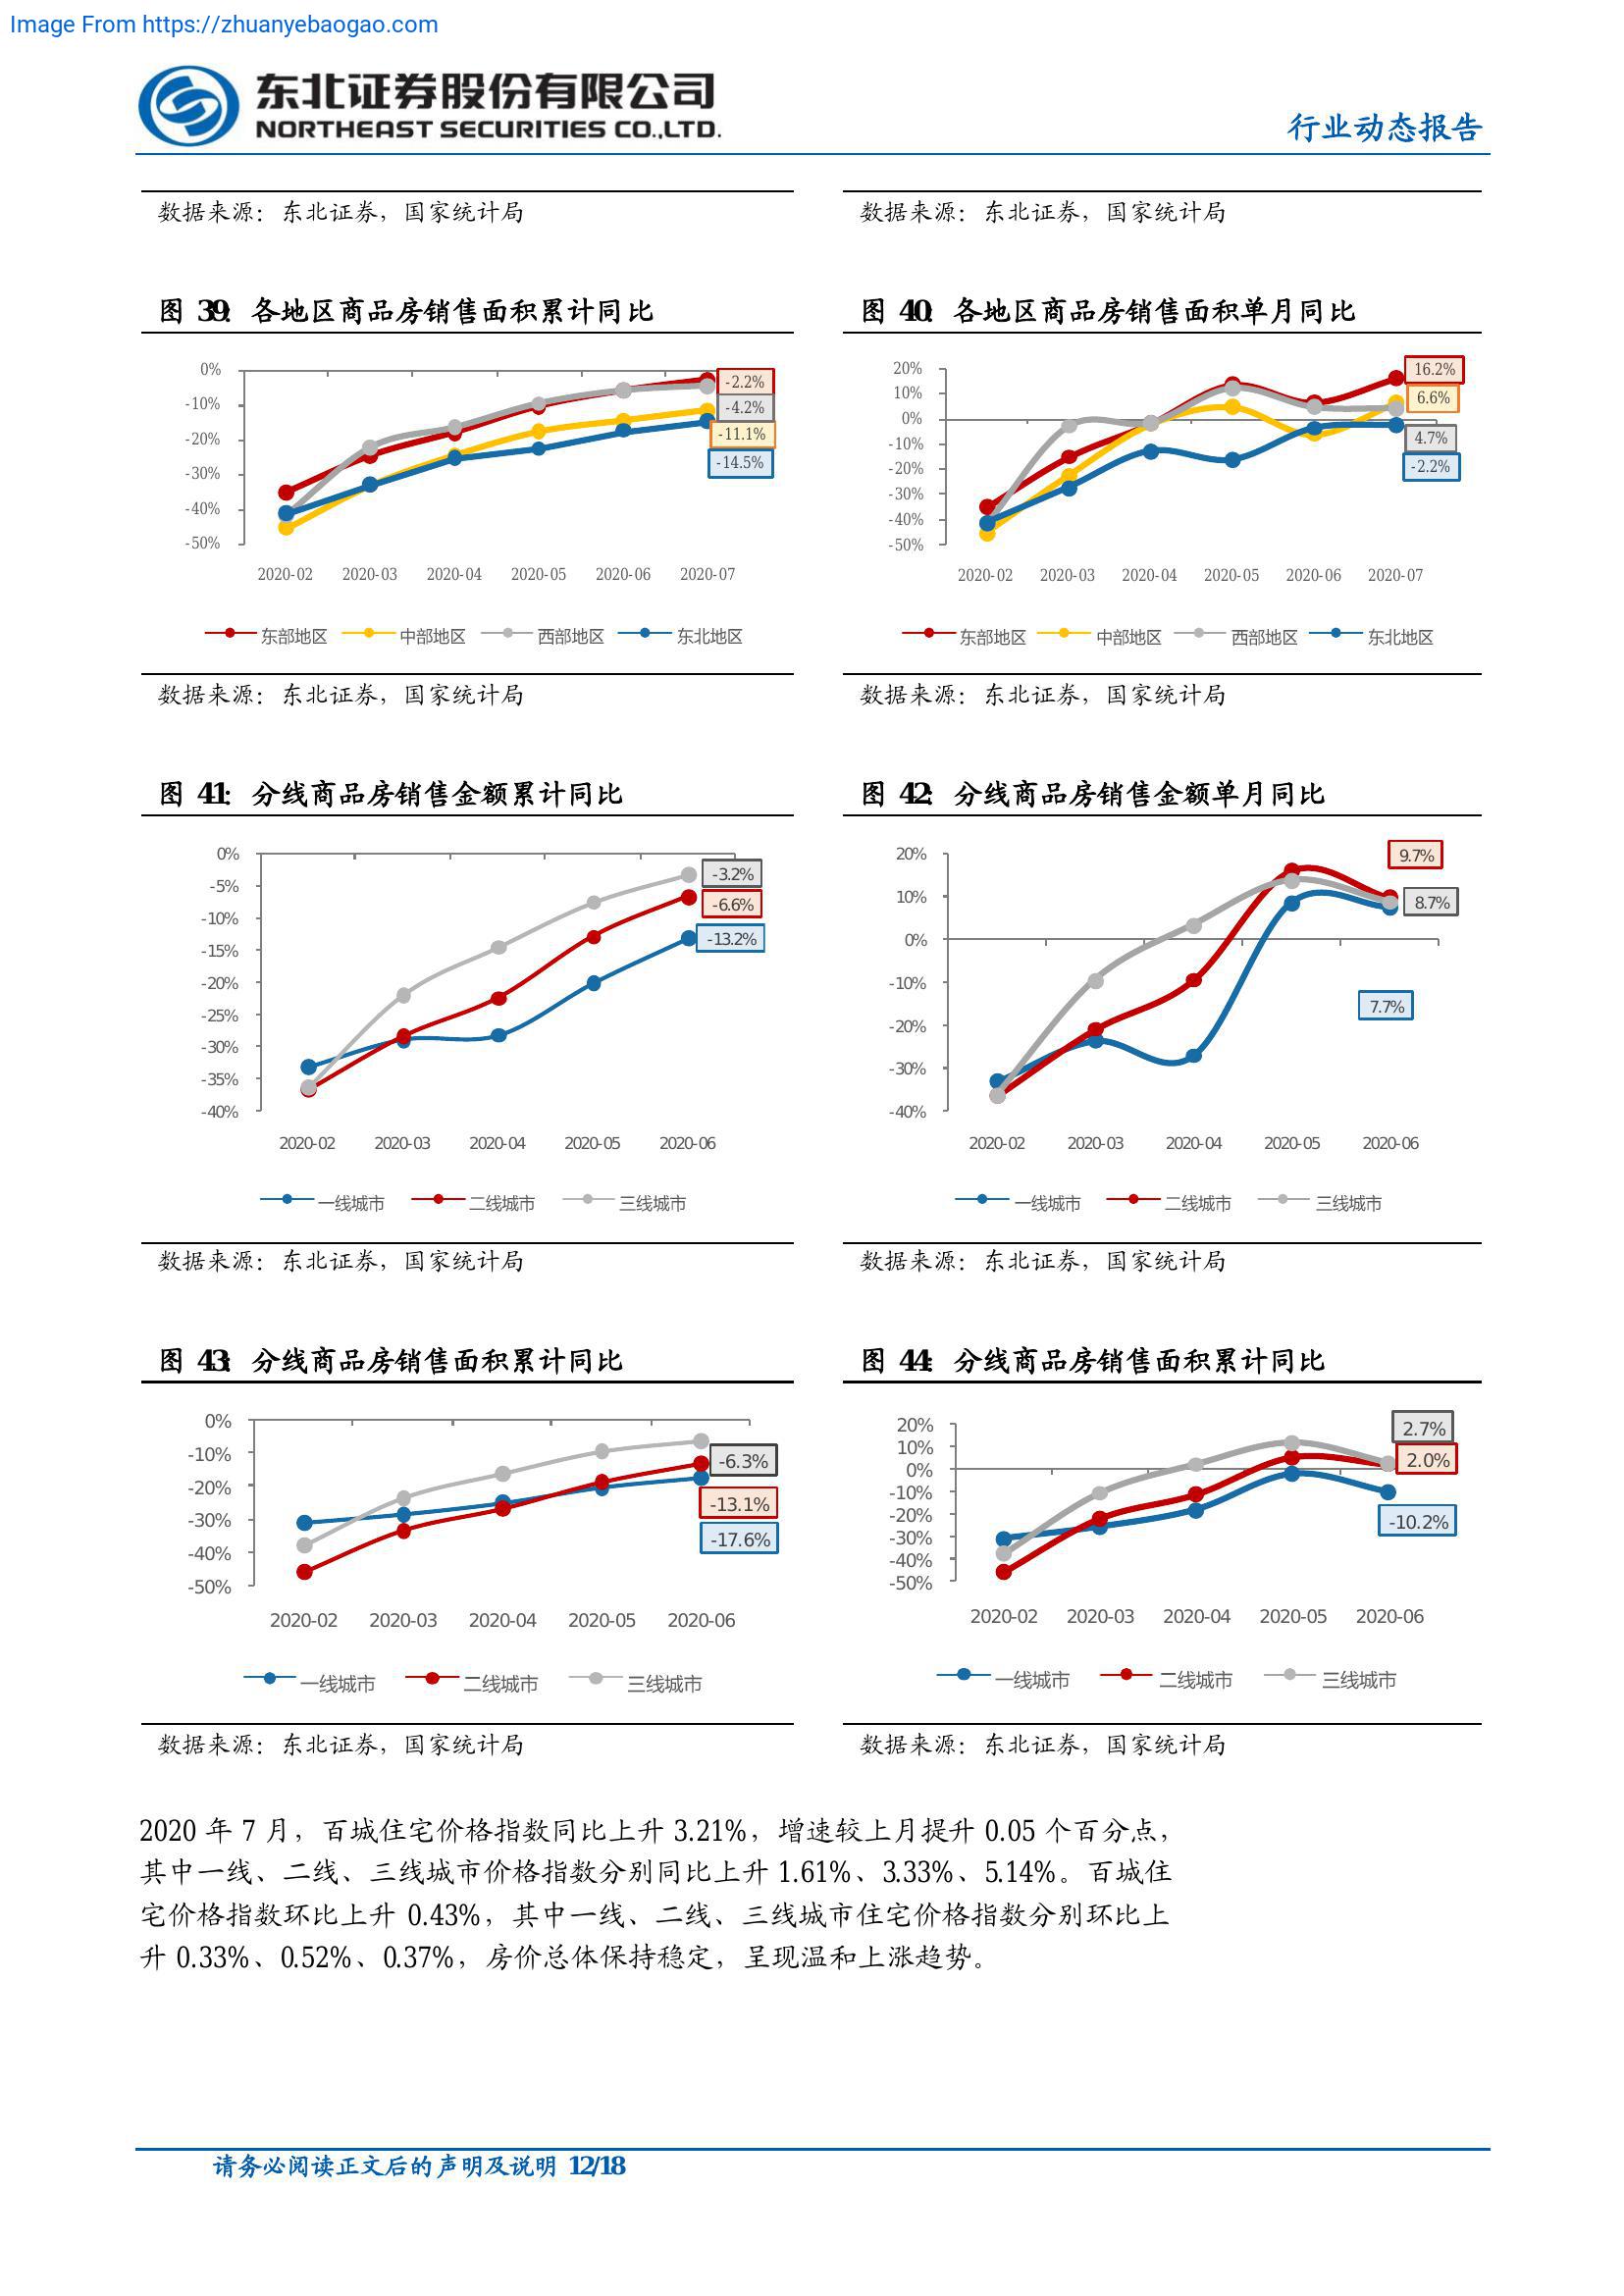 Image From https://zhuanyebaogao.com
东北证券股份有限公司
NORTHEAST SECURITIES CO.,LTD.
行业动态报告
数据来源：东北证券，国家统计局
数据来源：东北证券，国家统计局
图 39：各地区商品房销售面积累计同比
图 40：各地区商品房销售面积单月同比
0%
-10%
-20%
-30%
-40%
-50%
-2.2%
-4.2%
-11.1%
-14.5%
2020-02 2020-03 2020-04 2020-05 2020-06 2020-07
东部地区 中部地区 西部地区 东北地区
20%
10%
0%
-10%
-20%
-30%
-40%
-50%
16.2%
6.6%
4.7%
-2.2%
2020-02 2020-03 2020-04 2020-05 2020-06 2020-07
东部地区 中部地区 西部地区 东北地区
数据来源：东北证券，国家统计局
数据来源：东北证券，国家统计局
图 41：分线商品房销售金额累计同比
图 42：分线商品房销售金额单月同比
0%
-5%
-10%
-15%
-20%
-25%
-30%
-35%
-40%
-3.2%
-6.6%
-13.2%
2020-02 2020-03 2020-04 2020-05 2020-06
一线城市 二线城市 三线城市
20%
10%
0%
-10%
-20%
-30%
-40%
9.7%
8.7%
7.7%
2020-02 2020-03 2020-04 2020-05 2020-06
一线城市 二线城市 三线城市
数据来源：东北证券，国家统计局
数据来源：东北证券，国家统计局
图 43：分线商品房销售面积累计同比
图 44：分线商品房销售面积累计同比
0%
-10%
-20%
-30%
-40%
-50%
-6.3%
-13.1%
-17.6%
2020-02 2020-03 2020-04 2020-05 2020-06
一线城市 二线城市 三线城市
20%
10%
0%
-10%
-20%
-30%
-40%
-50%
2.7%
2.0%
-10.2%
2020-02 2020-03 2020-04 2020-05 2020-06
一线城市 二线城市 三线城市
数据来源：东北证券，国家统计局
数据来源：东北证券，国家统计局
2020 年 7 月，百城住宅价格指数同比上升 3.21%，增速较上月提升 0.05 个百分点，
其中一线、二线、三线城市价格指数分别同比上升 1.61%、3.33%、5.14%。百城住
宅价格指数环比上升 0.43%，其中一线、二线、三线城市住宅价格指数分别环比上
升 0.33%、0.52%、0.37%，房价总体保持稳定，呈现温和上涨趋势。
请务必阅读正文后的声明及说明 12/18